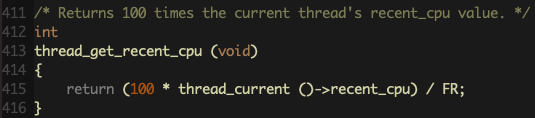 411 /* Returns 100 times the current thread's recent_cpu value. */
412 int
413 thread_get_recent_cpu (void)
414 {
415     return (100 * thread_current ()->recent_cpu) / FR;
416 }